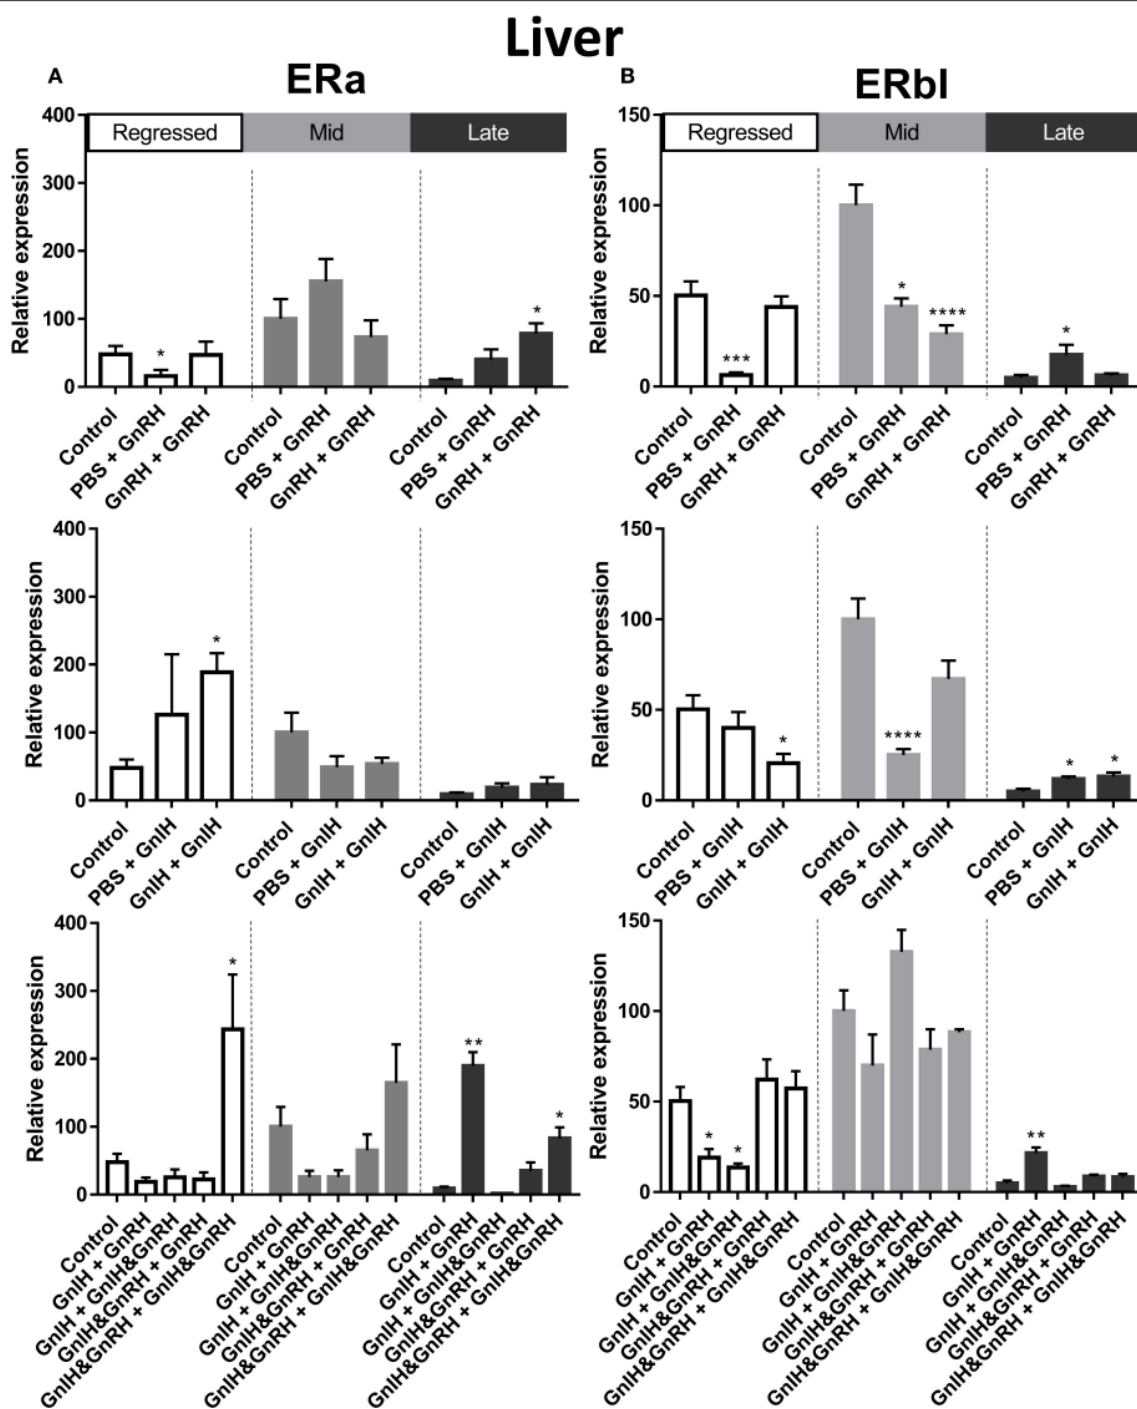 Liver
A
ERa
B
ERbI
400
300
200
100
0
Relative expression
Regressed
Mid
Late
*
*
Control
PBS + GnRH
GnRH + GnRH
Control
PBS + GnRH
GnRH + GnRH
Control
PBS + GnRH
GnRH + GnRH
150
100
50
0
Relative expression
Regressed
Mid
Late
***
*
****
*
Control
PBS + GnRH
GnRH + GnRH
Control
PBS + GnRH
GnRH + GnRH
Control
PBS + GnRH
GnRH + GnRH
400
300
200
100
0
Relative expression
*
Control
PBS + GnIH
GnIH + GnIH
Control
PBS + GnIH
GnIH + GnIH
Control
PBS + GnIH
GnIH + GnIH
150
100
50
0
Relative expression
*
****
*
*
Control
PBS + GnIH
GnIH + GnIH
Control
PBS + GnIH
GnIH + GnIH
Control
PBS + GnIH
GnIH + GnIH
400
300
200
100
0
Relative expression
*
**
*
Control
GnIH + GnRH
GnIH + GnIH&GnRH
GnIH&GnRH + GnRH
GnIH&GnRH + GnIH&GnRH
Control
GnIH + GnRH
GnIH + GnIH&GnRH
GnIH&GnRH + GnRH
GnIH&GnRH + GnIH&GnRH
Control
GnIH + GnRH
GnIH + GnIH&GnRH
GnIH&GnRH + GnRH
GnIH&GnRH + GnIH&GnRH
150
100
50
0
Relative expression
*
*
**
Control
GnIH + GnRH
GnIH + GnIH&GnRH
GnIH&GnRH + GnRH
GnIH&GnRH + GnIH&GnRH
Control
GnIH + GnRH
GnIH + GnIH&GnRH
GnIH&GnRH + GnRH
GnIH&GnRH + GnIH&GnRH
Control
GnIH + GnRH
GnIH + GnIH&GnRH
GnIH&GnRH + GnRH
GnIH&GnRH + GnIH&GnRH